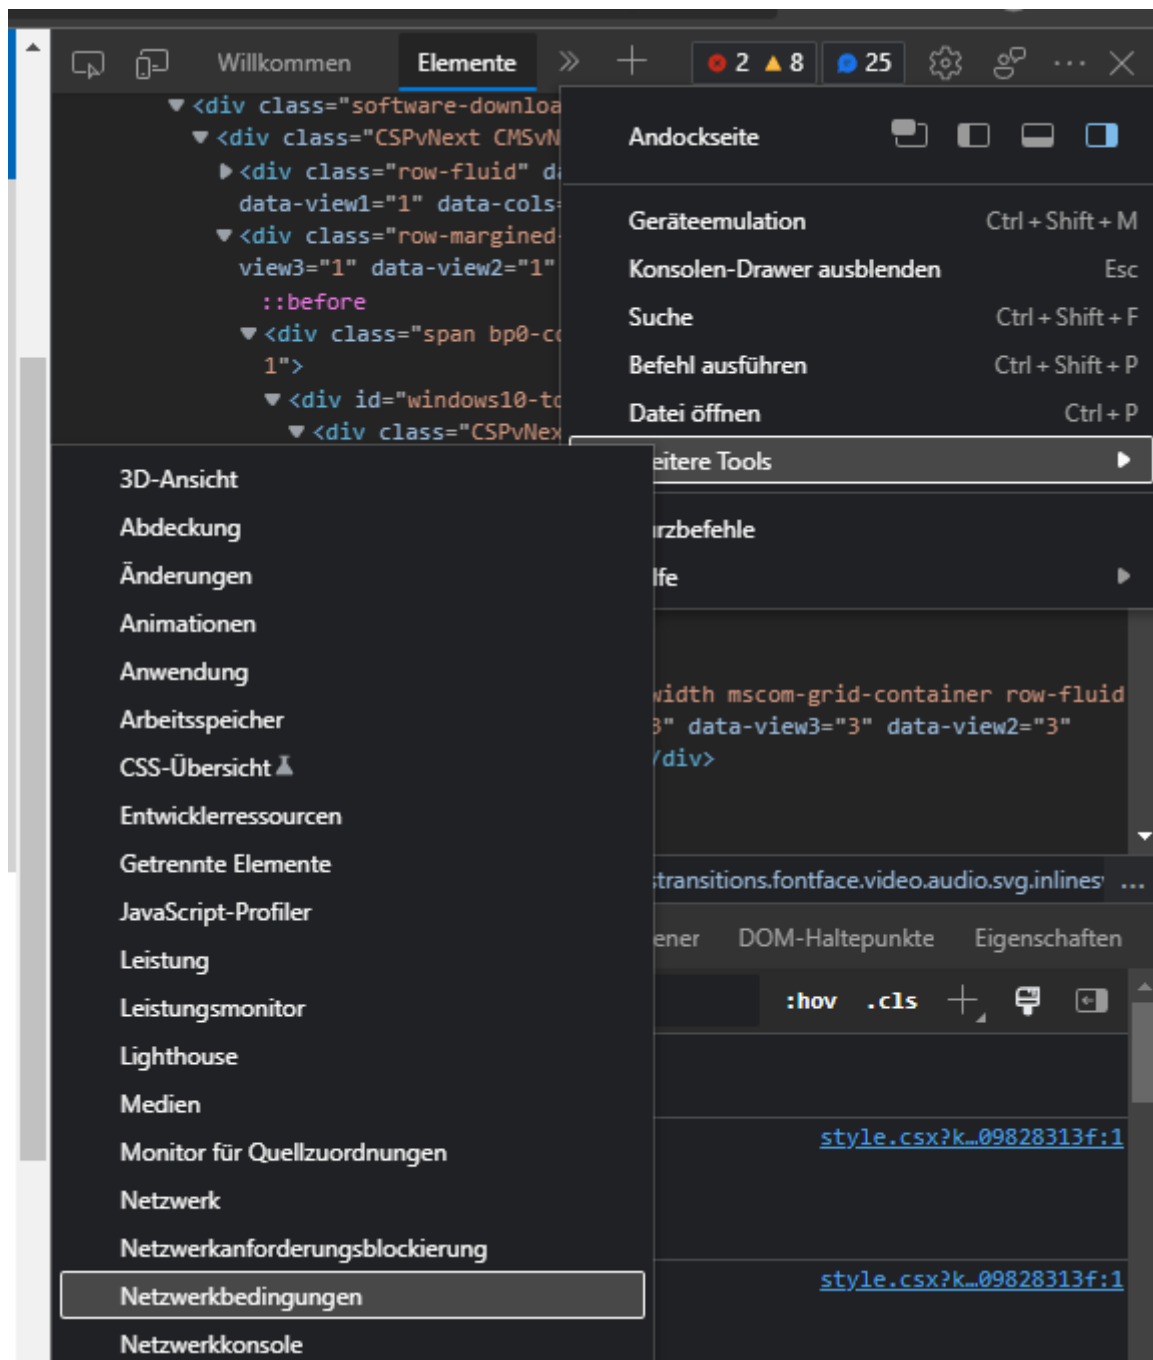 Willkommen Elemente 2 8 25
<div class="software-downloa
<div class="CSPvNext CMSvN
<div class="row-fluid" da
data-view1="1" data-cols=
<div class="row-margined-
view3="1" data-view2="1"
::before
<div class="span bp0-co
1">
<div id="windows10-to
<div class="CSPvNex
Andockseite
Geräteemulation Ctrl + Shift + M
Konsolen-Drawer ausblenden Esc
Suche Ctrl + Shift + F
Befehl ausführen Ctrl + Shift + P
Datei öffnen Ctrl + P
eitere Tools
urzbefehle
lfe
3D-Ansicht
Abdeckung
Änderungen
Animationen
Anwendung
Arbeitsspeicher
CSS-Übersicht
Entwicklerressourcen
Getrennte Elemente
JavaScript-Profiler
Leistung
Leistungsmonitor
Lighthouse
Medien
Monitor für Quellzuordnungen
Netzwerk
Netzwerkanforderungsblockierung
Netzwerkbedingungen
Netzwerkkonsole
width mscom-grid-container row-fluid
3" data-view3="3" data-view2="3"
/div>
stransitions.fontface.video.audio.svg.inlines ...
ener DOM-Haltepunkte Eigenschaften
:hov .cls
style.csx?k…09828313f:1
style.csx?k…09828313f:1